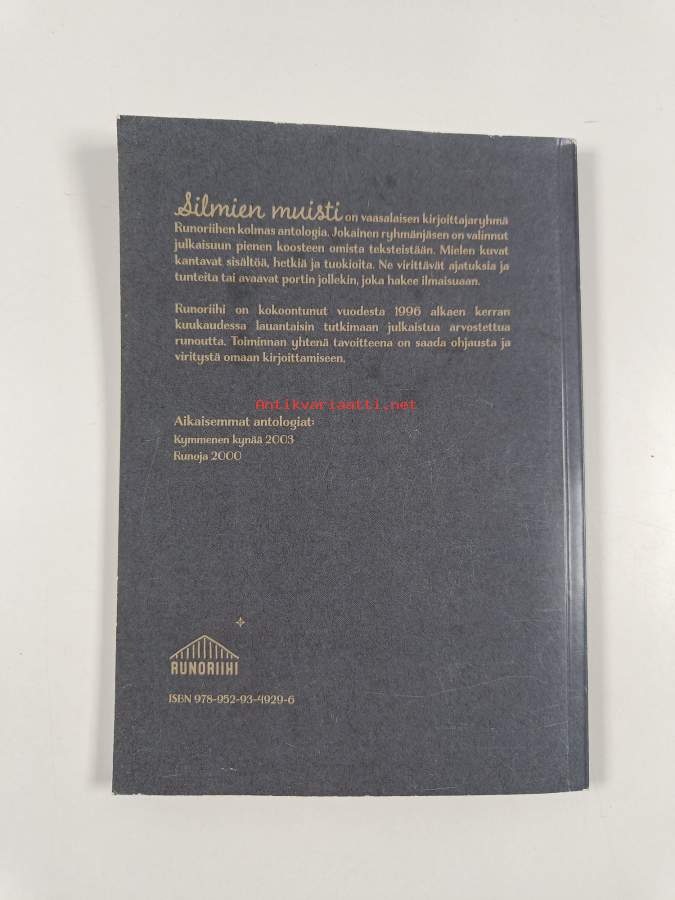 Silmien muisti on vaasalaisen kirjoittajaryhmä
Runoriihen kolmas antologia. Jokainen ryhmänjäsen on valinnut
julkaisuun pienen koosteen omista teksteistään. Mielen kuvat
kantavat sisältöä, hetkiä ja tuokioita. Ne virittävät ajatuksia ja
tunteita tai avaavat portin jollekin, joka hakee ilmaisuaan.
Runoriihi on kokoontunut vuodesta 1996 alkaen kerran
kuukaudessa lauantaisin tutkimaan julkaistua arvostettua
runoutta. Toiminnan yhtenä tavoitteena on saada ohjausta ja
viritystä omaan kirjoittamiseen.
Antikvariaatti.net
Aikaisemmat antologiat:
Kymmenen kynää 2003
Runoja 2000
RUNORIIHI
ISBN 978-952-93-4929-6